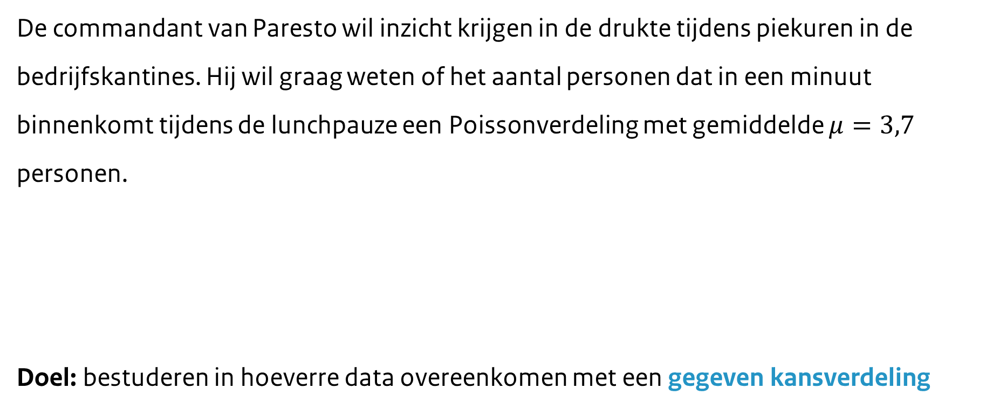 De commandant van Paresto wil inzicht krijgen in de drukte tijdens piekuren in de
bedrijfskantines. Hij wil graag weten of het aantal personen dat in een minuut
binnenkomt tijdens de lunchpauze een Poissonverdeling met gemiddelde μ = 3,7
personen.
Doel: bestuderen in hoeverre data overeenkomen met een gegeven kansverdeling